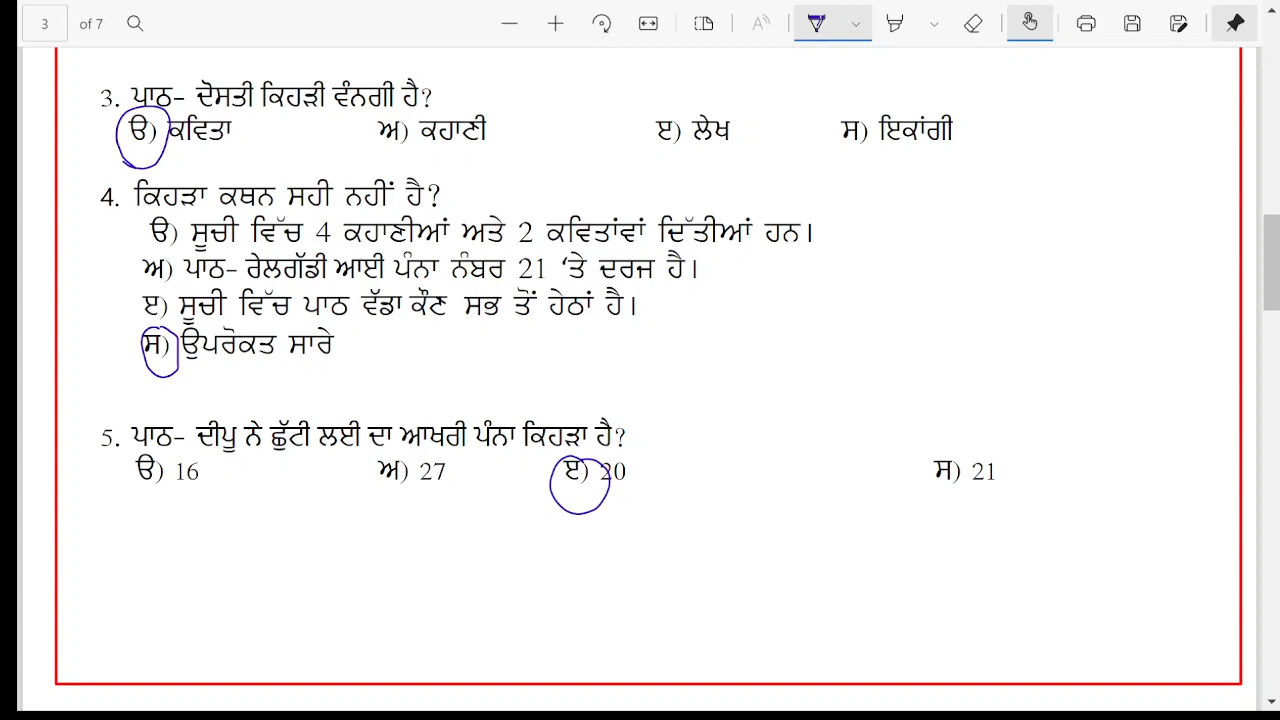 3 of 7
3. ਪਾਠ- ਦੋਸਤੀ ਕਿਹੜੀ ਵੰਨਗੀ ਹੈ?
ੳ) ਕਵਿਤਾ ਅ) ਕਹਾਣੀ ੲ) ਲੇਖ ਸ) ਇਕਾਂਗੀ
4. ਕਿਹੜਾ ਕਥਨ ਸਹੀ ਨਹੀਂ ਹੈ?
ੳ) ਸੂਚੀ ਵਿੱਚ 4 ਕਹਾਣੀਆਂ ਅਤੇ 2 ਕਵਿਤਾਂਵਾਂ ਦਿੱਤੀਆਂ ਹਨ।
ਅ) ਪਾਠ- ਰੇਲਗੱਡੀ ਆਈ ਪੰਨਾ ਨੰਬਰ 21 ‘ਤੇ ਦਰਜ ਹੈ।
ੲ) ਸੂਚੀ ਵਿੱਚ ਪਾਠ ਵੱਡਾ ਕੌਣ ਸਭ ਤੋਂ ਹੇਠਾਂ ਹੈ।
ਸ) ਉਪਰੋਕਤ ਸਾਰੇ
5. ਪਾਠ- ਦੀਪੂ ਨੇ ਛੁੱਟੀ ਲਈ ਦਾ ਆਖਰੀ ਪੰਨਾ ਕਿਹੜਾ ਹੈ?
ੳ) 16 ਅ) 27 ੲ) 20 ਸ) 21